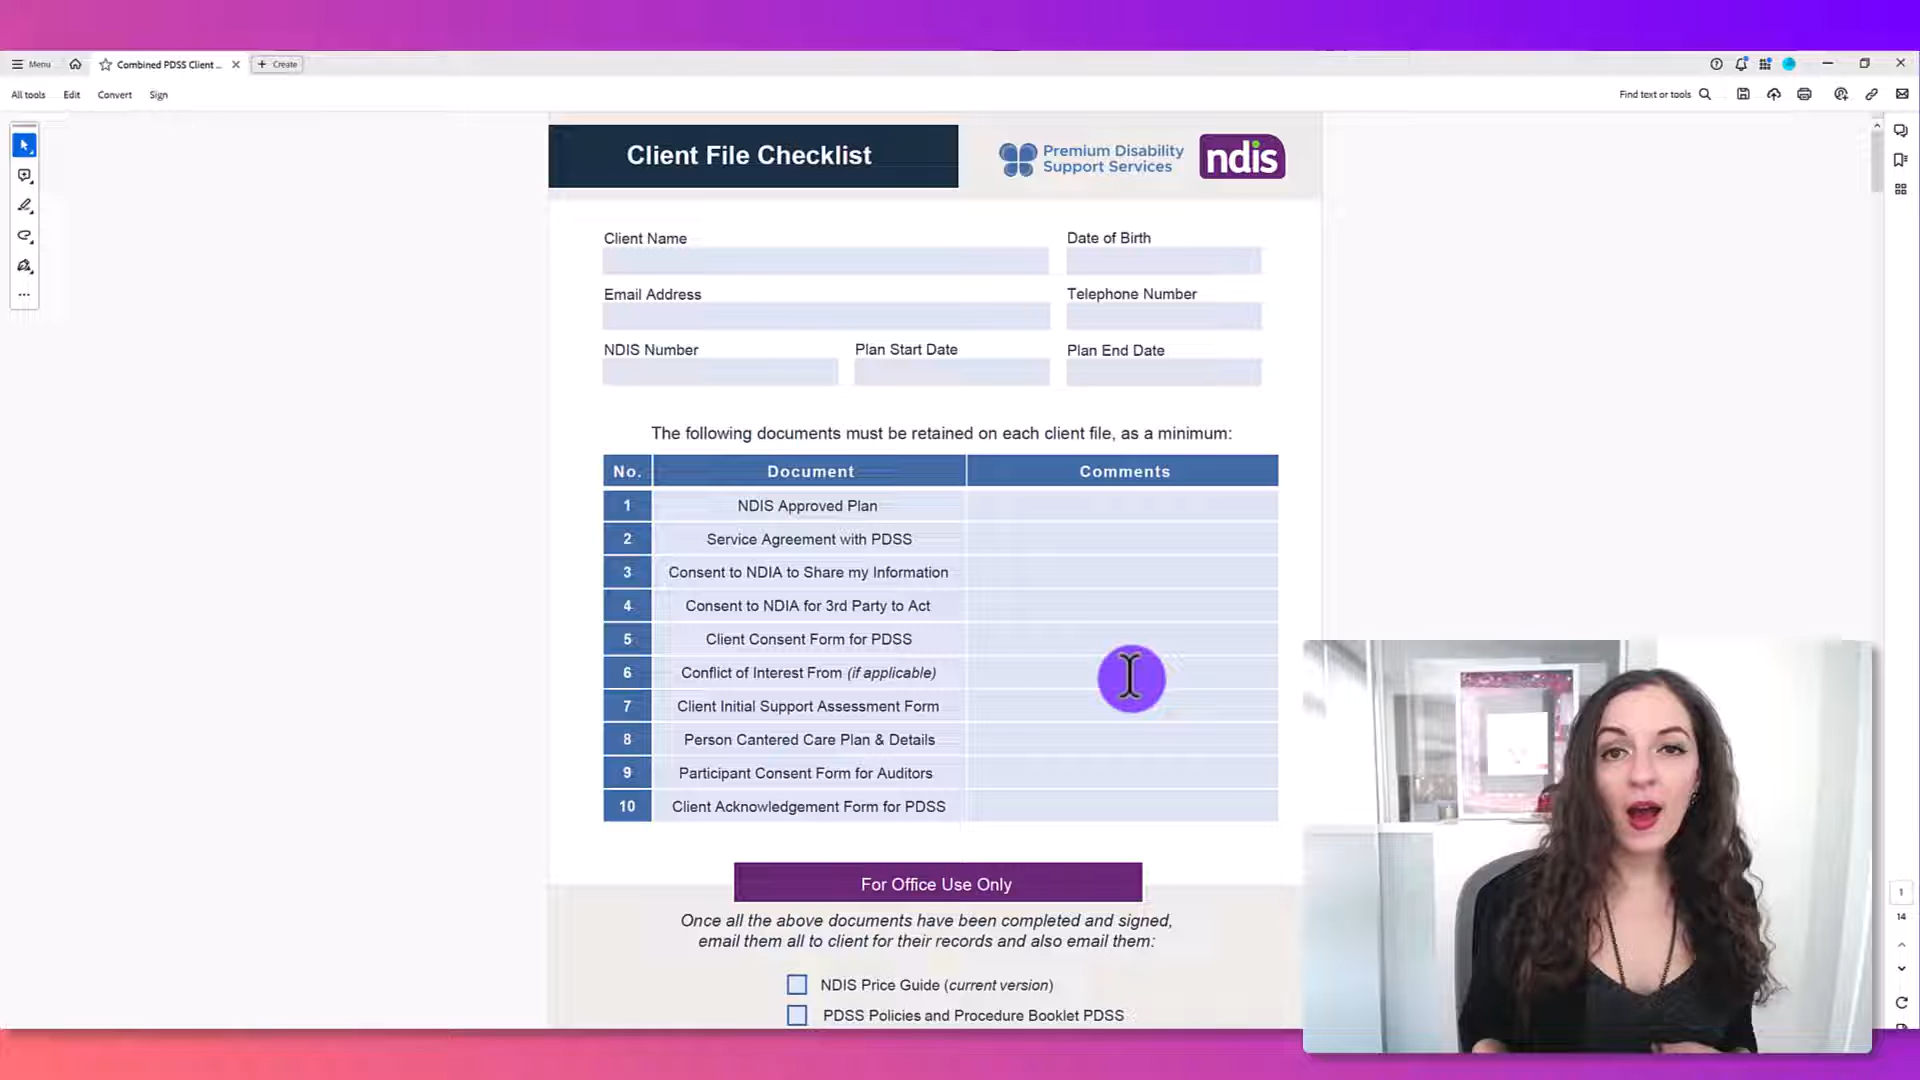 Menu
Combined PDSS Client ...
Create
All tools
Edit
Convert
Sign
Find text or tools
Client File Checklist
Premium Disability
Support Services
ndis
Client Name
Date of Birth
Email Address
Telephone Number
NDIS Number
Plan Start Date
Plan End Date
The following documents must be retained on each client file, as a minimum:
No. Document Comments
1 NDIS Approved Plan
2 Service Agreement with PDSS
3 Consent to NDIA to Share my Information
4 Consent to NDIA for 3rd Party to Act
5 Client Consent Form for PDSS
6 Conflict of Interest From (if applicable)
7 Client Initial Support Assessment Form
8 Person Cantered Care Plan & Details
9 Participant Consent Form for Auditors
10 Client Acknowledgement Form for PDSS
For Office Use Only
Once all the above documents have been completed and signed,
email them all to client for their records and also email them:
NDIS Price Guide (current version)
PDSS Policies and Procedure Booklet PDSS
1
14